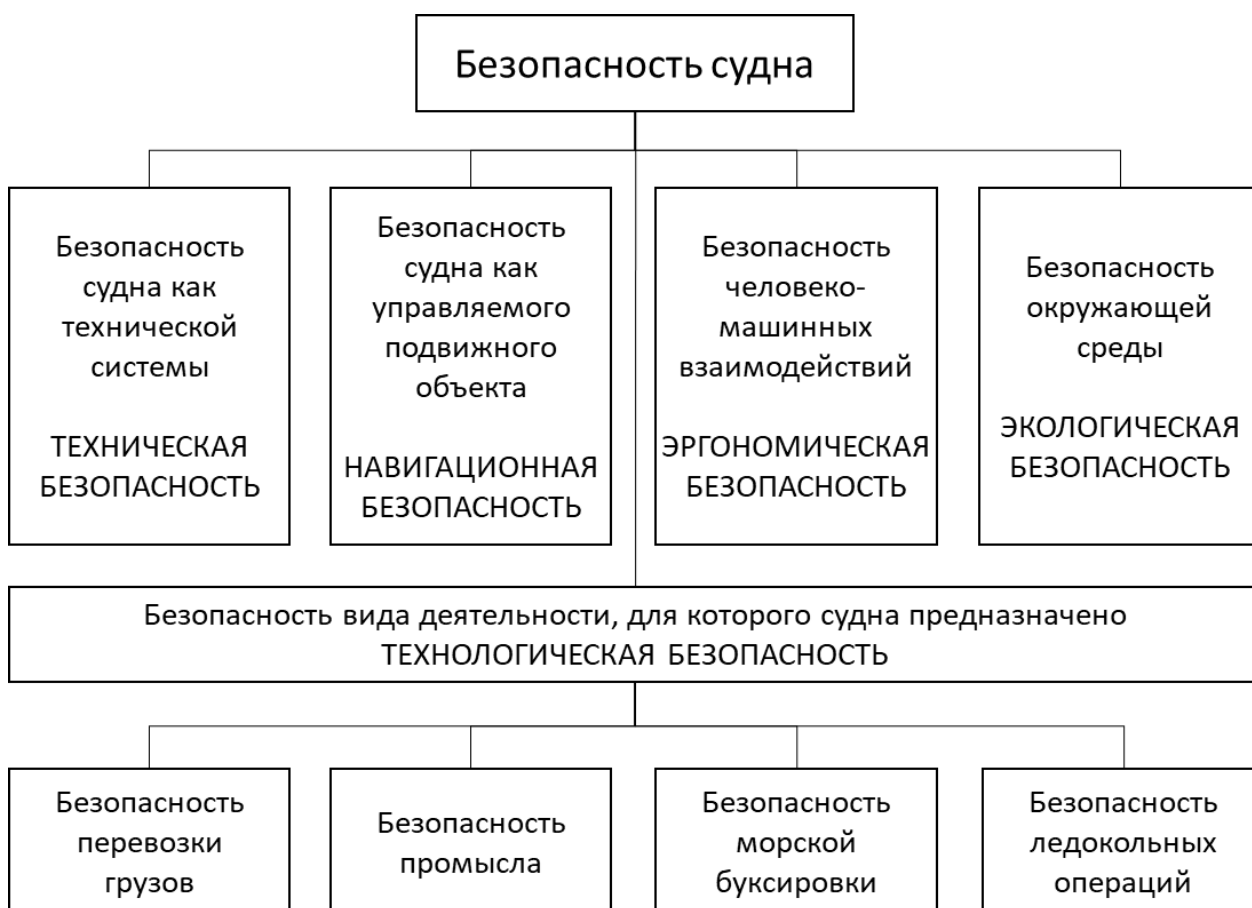 Безопасность судна
Безопасность
судна как
технической
системы
ТЕХНИЧЕСКАЯ
БЕЗОПАСНОСТЬ
Безопасность
судна как
управляемого
подвижного
объекта
НАВИГАЦИОННАЯ
БЕЗОПАСНОСТЬ
Безопасность
человеко-
машинных
взаимодействий
ЭРГОНОМИЧЕСКАЯ
БЕЗОПАСНОСТЬ
Безопасность
окружающей
среды
ЭКОЛОГИЧЕСКАЯ
БЕЗОПАСНОСТЬ
Безопасность вида деятельности, для которого судна предназначено
ТЕХНОЛОГИЧЕСКАЯ БЕЗОПАСНОСТЬ
Безопасность
перевозки
грузов
Безопасность
промысла
Безопасность
морской
буксировки
Безопасность
ледокольных
операций